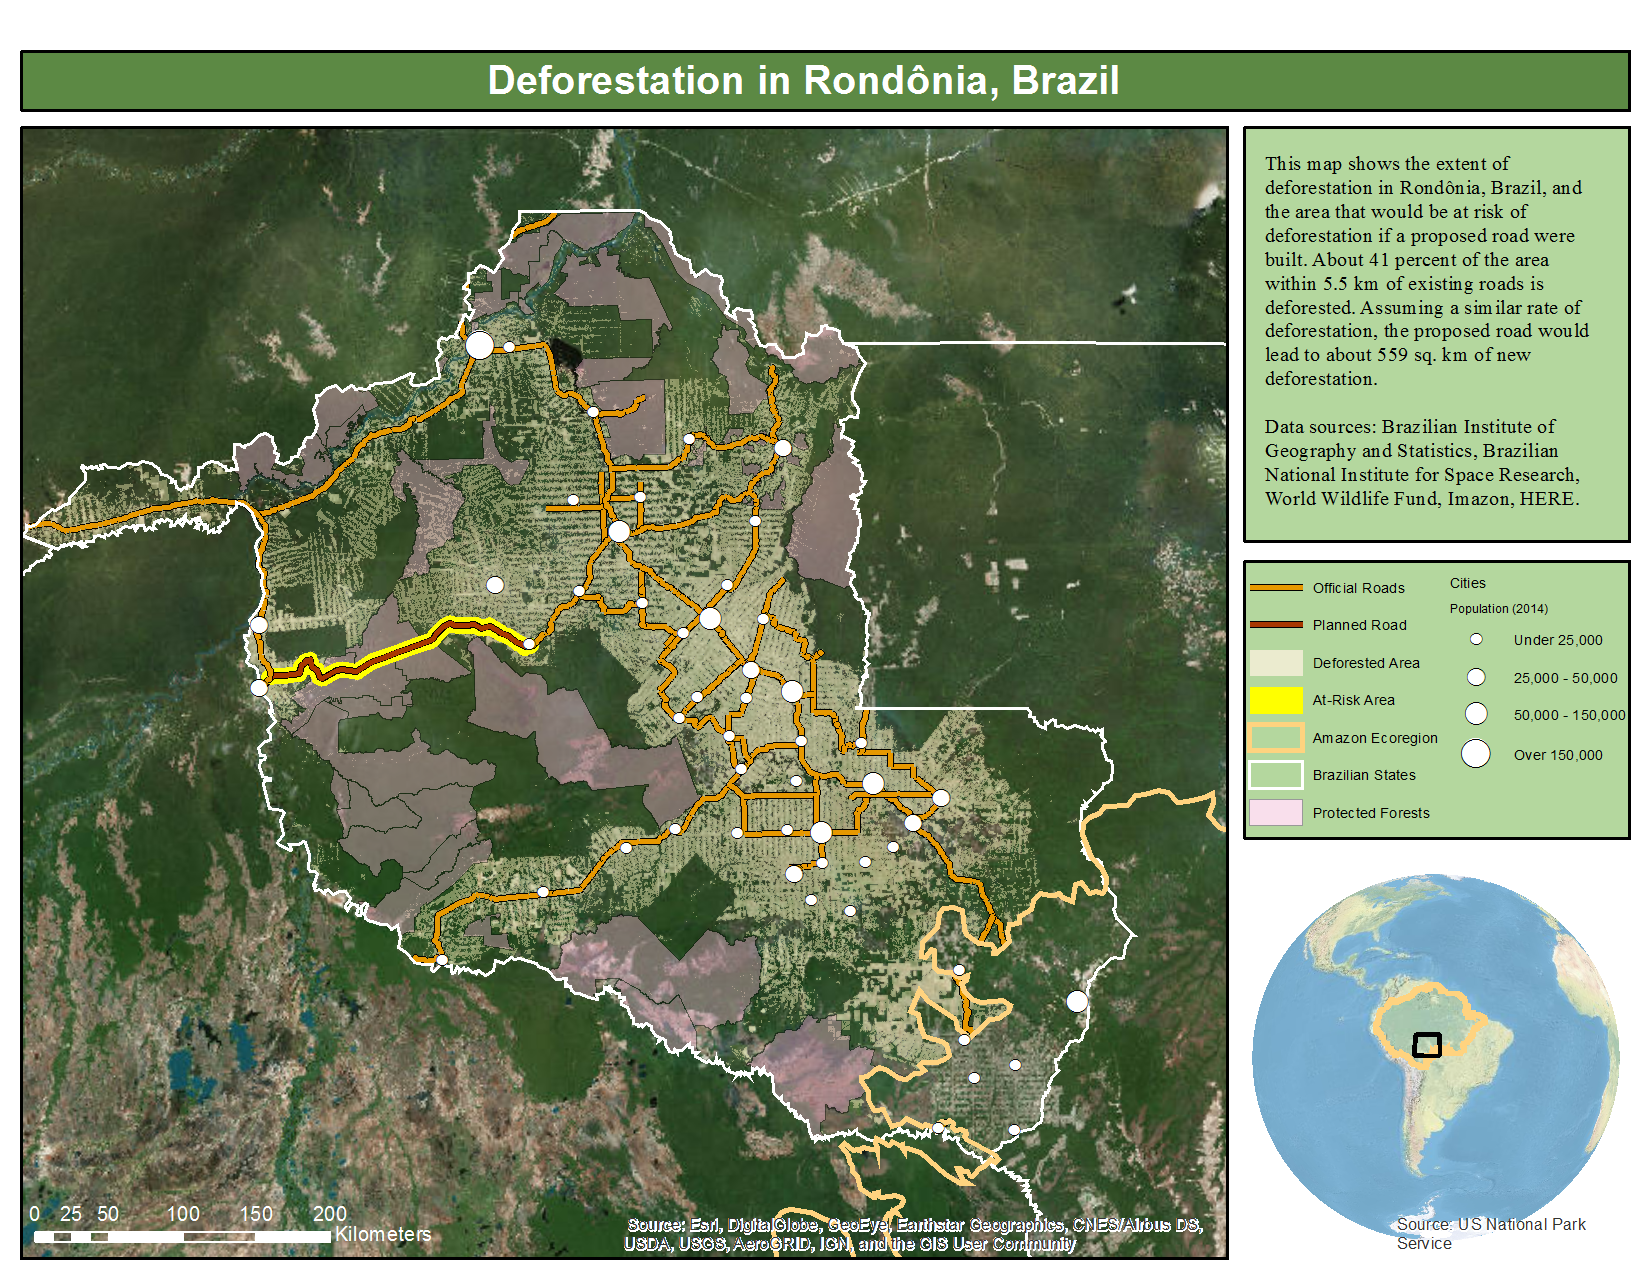 Deforestation in Rondônia, Brazil
This map shows the extent of
deforestation in Rondônia, Brazil, and
the area that would be at risk of
deforestation if a proposed road were
built. About 41 percent of the area
within 5.5 km of existing roads is
deforested. Assuming a similar rate of
deforestation, the proposed road would
lead to about 559 sq. km of new
deforestation.
Data sources: Brazilian Institute of
Geography and Statistics, Brazilian
National Institute for Space Research,
World Wildlife Fund, Imazon, HERE.
Official Roads
Planned Road
Deforested Area
At-Risk Area
Amazon Ecoregion
Brazilian States
Protected Forests
Cities
Population (2014)
Under 25,000
25,000 - 50,000
50,000 - 150,000
Over 150,000
0 25 50 100 150 200
Kilometers
Source: Esri, DigitalGlobe, GeoEye, Earthstar Geographics, CNES/Airbus DS,
USDA, USGS, AeroGRID, IGN, and the GIS User Community
Source: US National Park
Service